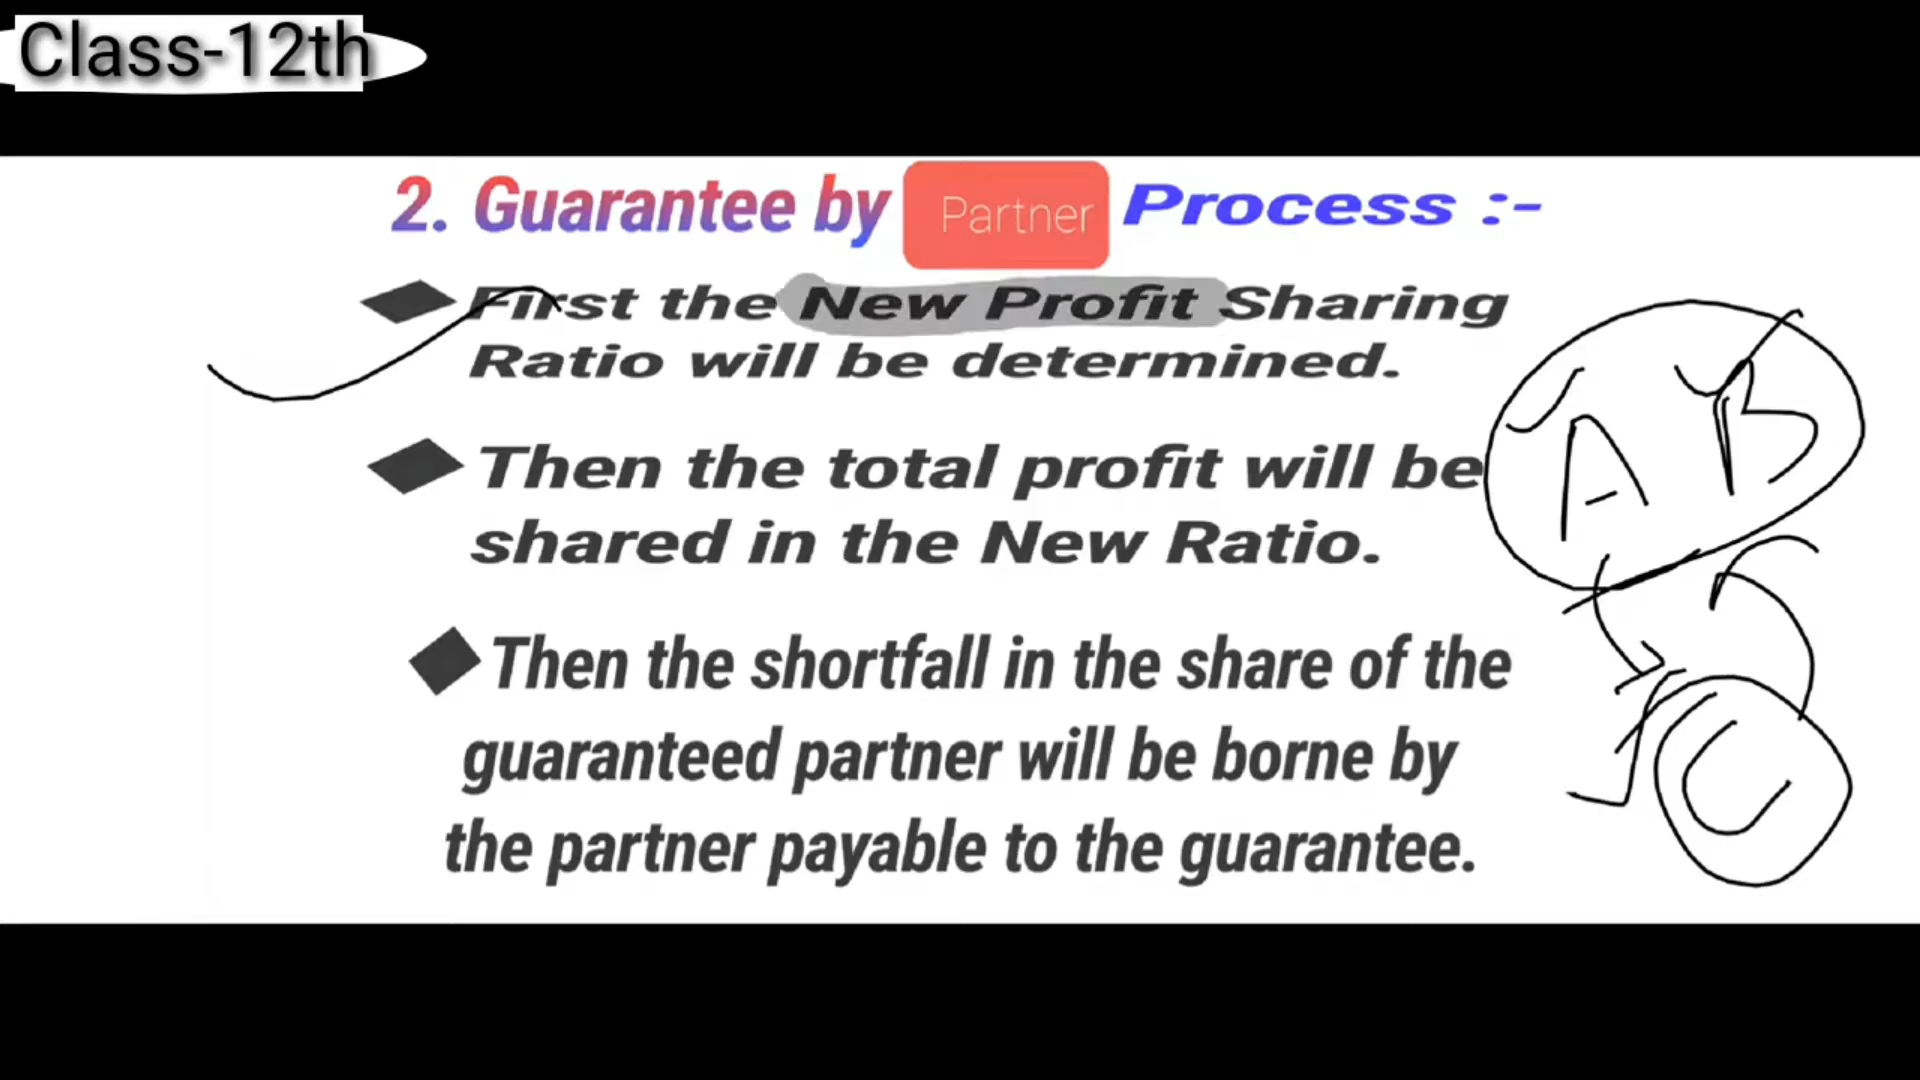 Class-12th
2. Guarantee by Partner Process :-
First the New Profit Sharing
Ratio will be determined.
Then the total profit will be
shared in the New Ratio.
Then the shortfall in the share of the
guaranteed partner will be borne by
the partner payable to the guarantee.
A B
C